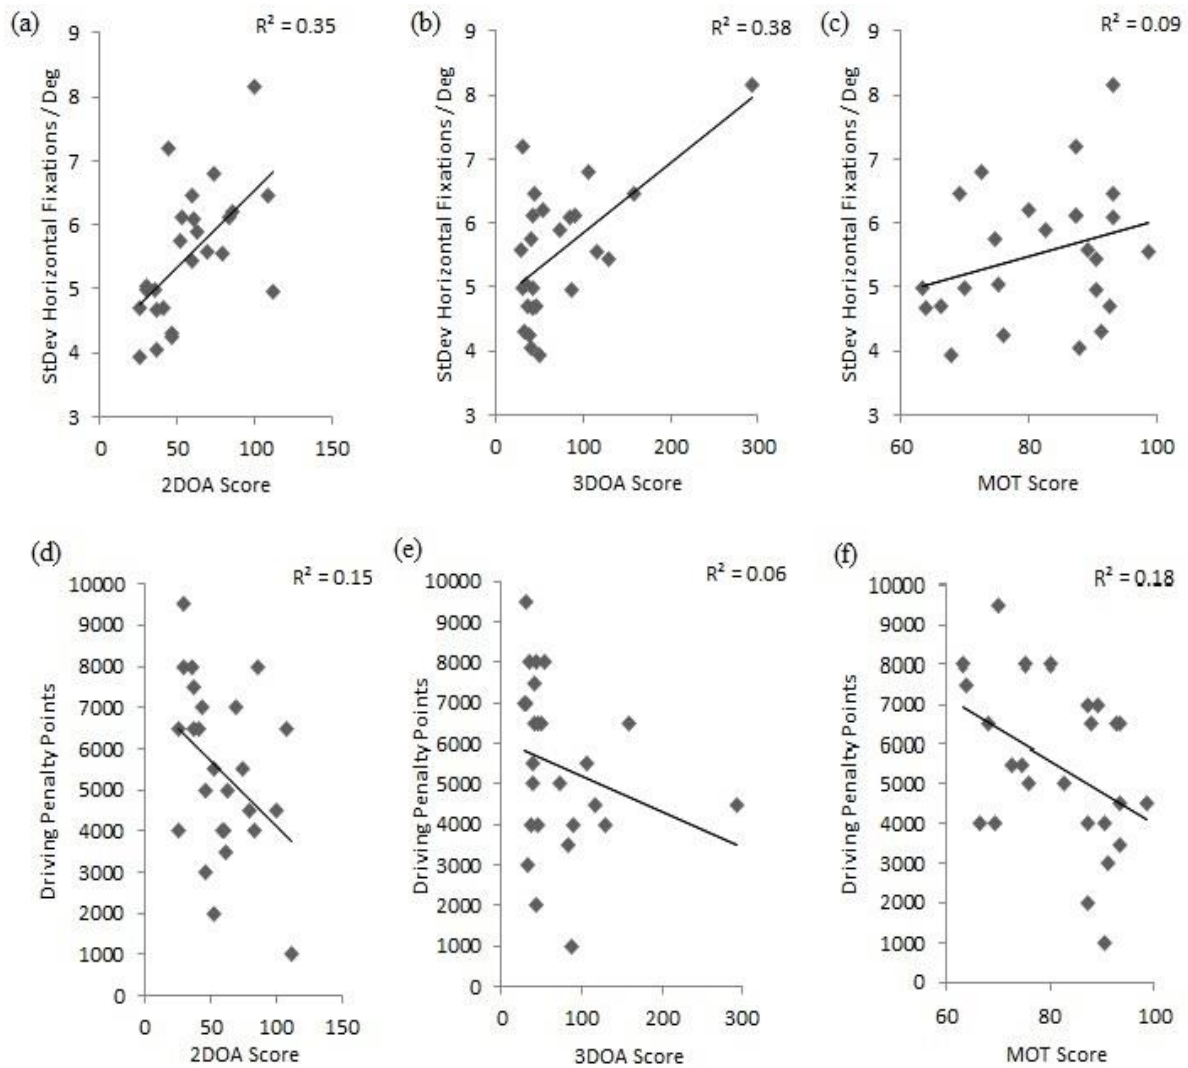 (a)
R² = 0.35
StDev Horizontal Fixations / Deg
9
8
7
6
5
4
3
0 50 100 150
2DOA Score
(b)
R² = 0.38
StDev Horizontal Fixations / Deg
9
8
7
6
5
4
3
0 100 200 300
3DOA Score
(c)
R² = 0.09
StDev Horizontal Fixations / Deg
9
8
7
6
5
4
3
60 80 100
MOT Score
(d)
R² = 0.15
Driving Penalty Points
10000
9000
8000
7000
6000
5000
4000
3000
2000
1000
0
0 50 100 150
2DOA Score
(e)
R² = 0.06
Driving Penalty Points
10000
9000
8000
7000
6000
5000
4000
3000
2000
1000
0
0 100 200 300
3DOA Score
(f)
R² = 0.18
Driving Penalty Points
10000
9000
8000
7000
6000
5000
4000
3000
2000
1000
0
60 80 100
MOT Score